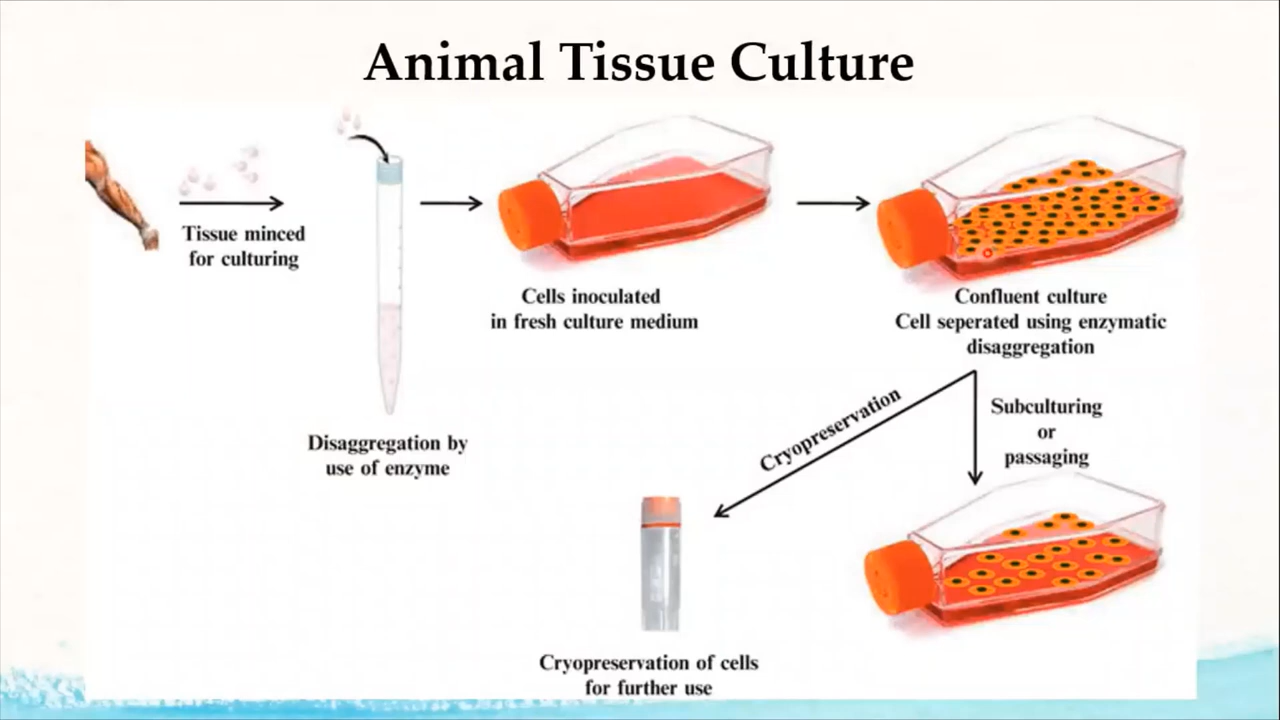 Animal Tissue Culture
Tissue minced
for culturing
Disaggregation by
use of enzyme
Cells inoculated
in fresh culture medium
Confluent culture
Cell seperated using enzymatic
disaggregation
Cryopreservation
Subculturing
or
passaging
Cryopreservation of cells
for further use